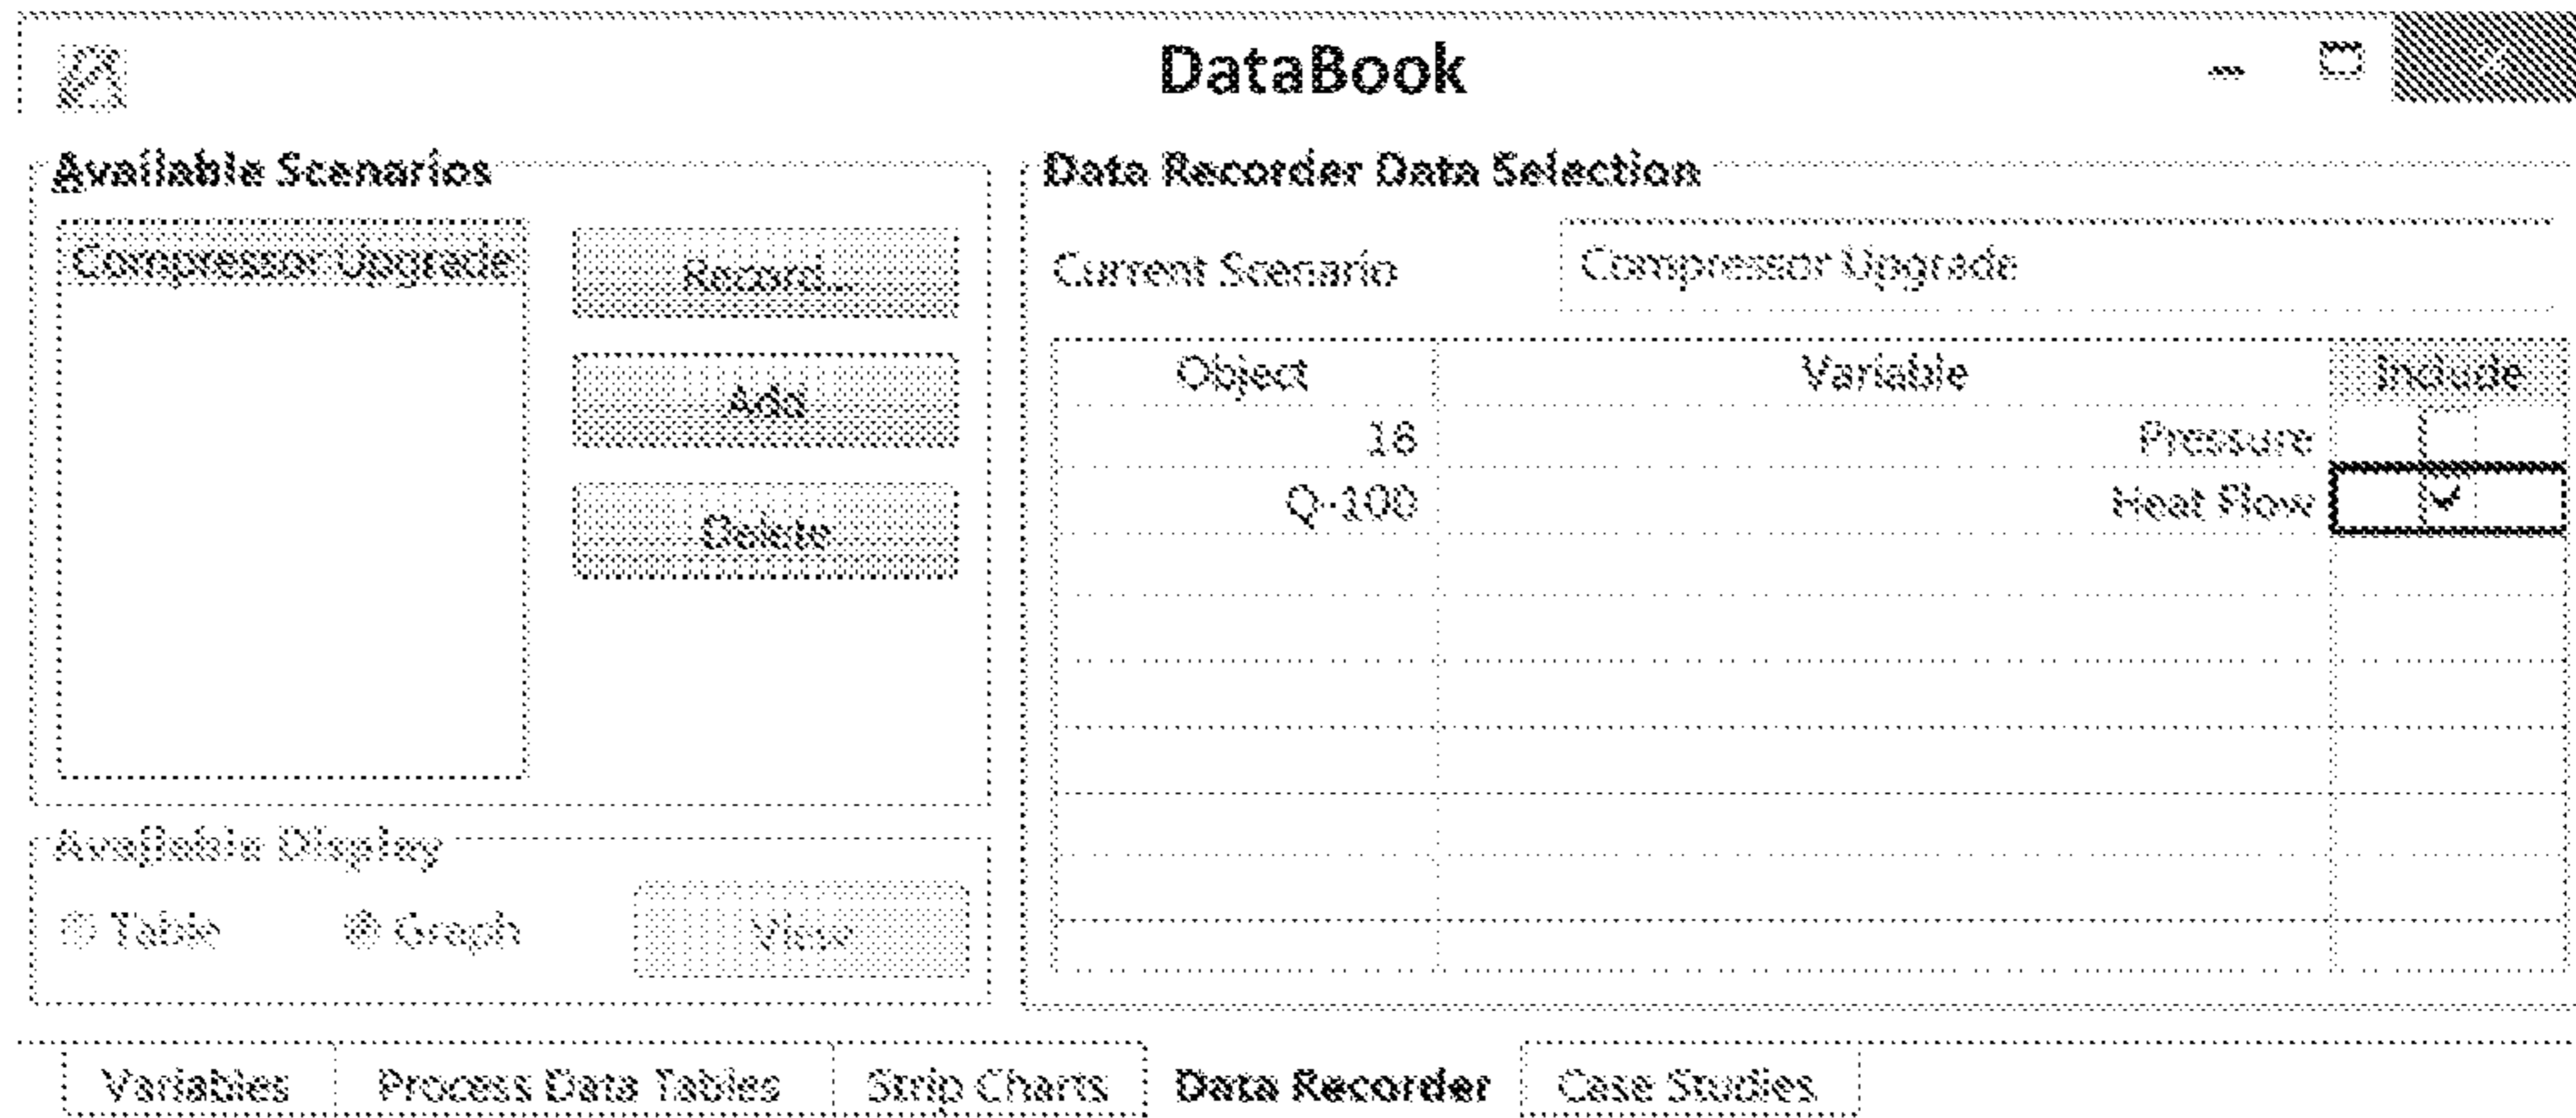 DataBook
Available Scenarios
Compressor Upgrade
Record...
Add
Delete
Available Display
Table
Graph
View
Data Recorder Data Selection
Current Scenario
Compressor Upgrade
Object Variable Include
16 Pressure
Q-100 Heat Flow
Variables Process Data Tables Strip Charts Data Recorder Case Studies